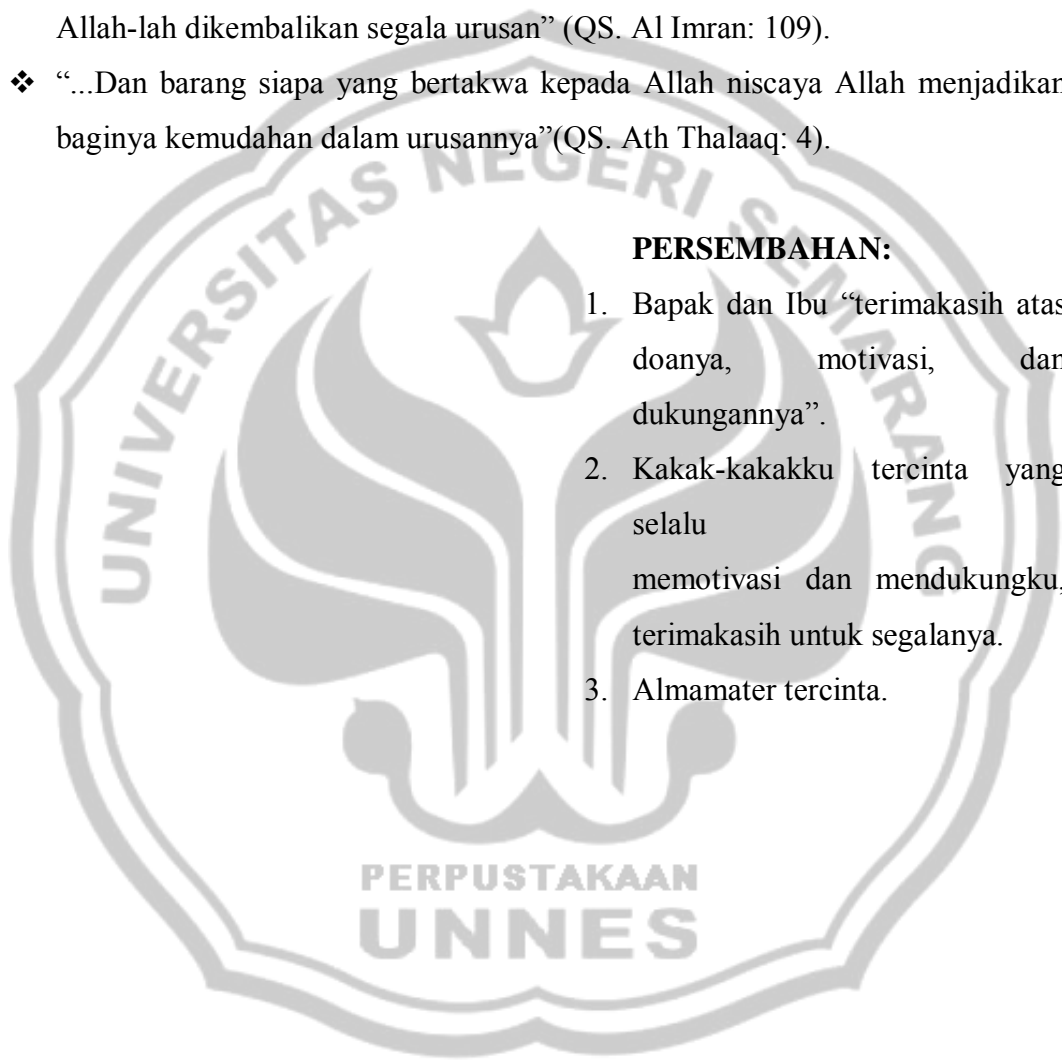 Allah-lah dikembalikan segala urusan” (QS. Al Imran: 109).
❖ “...Dan barang siapa yang bertakwa kepada Allah niscaya Allah menjadikan
baginya kemudahan dalam urusannya”(QS. Ath Thalaaq: 4).
PERSEMBAHAN:
1. Bapak dan Ibu “terimakasih atas
doanya, motivasi, dan
dukungannya”.
2. Kakak-kakakku tercinta yang
selalu
memotivasi dan mendukungku,
terimakasih untuk segalanya.
3. Almamater tercinta.
UNIVERSITAS NEGERI SEMARANG
PERPUSTAKAAN
UNNES